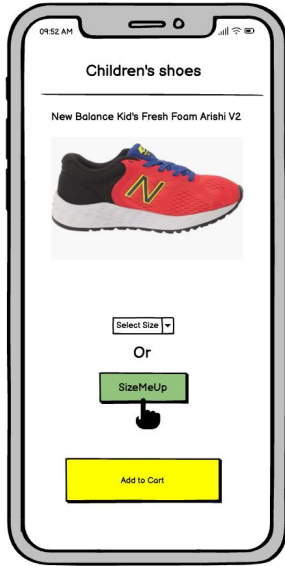 09:52 AM
Children's shoes
New Balance Kid's Fresh Foam Arishi V2
N
Select Size
Or
SizeMeUp
Add to Cart